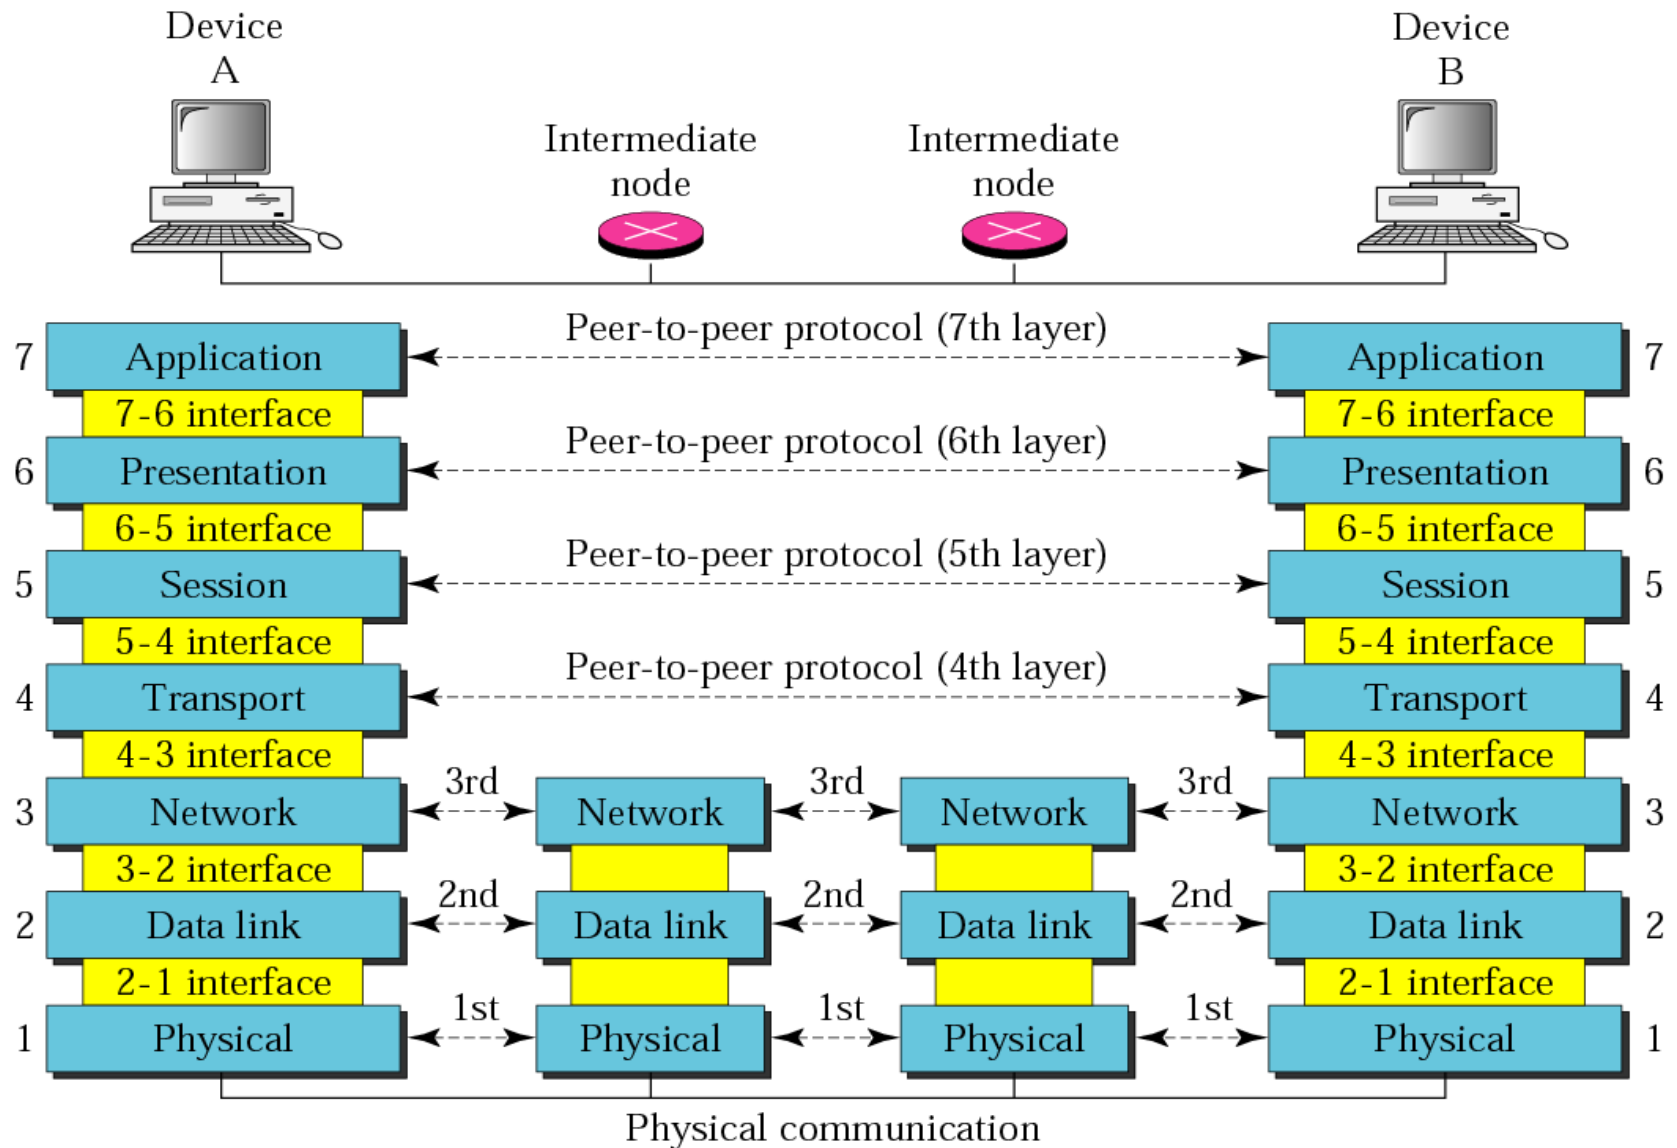 Device
A
Device
B
Intermediate
node
Intermediate
node
Peer-to-peer protocol (7th layer)
7 Application Application 7
7-6 interface 7-6 interface
Peer-to-peer protocol (6th layer)
6 Presentation Presentation 6
6-5 interface 6-5 interface
Peer-to-peer protocol (5th layer)
5 Session Session 5
5-4 interface 5-4 interface
Peer-to-peer protocol (4th layer)
4 Transport Transport 4
4-3 interface 4-3 interface
3rd 3rd 3rd
3 Network Network Network Network 3
3-2 interface 3-2 interface
2nd 2nd 2nd
2 Data link Data link Data link Data link 2
2-1 interface 2-1 interface
1st 1st 1st
1 Physical Physical Physical Physical 1
Physical communication